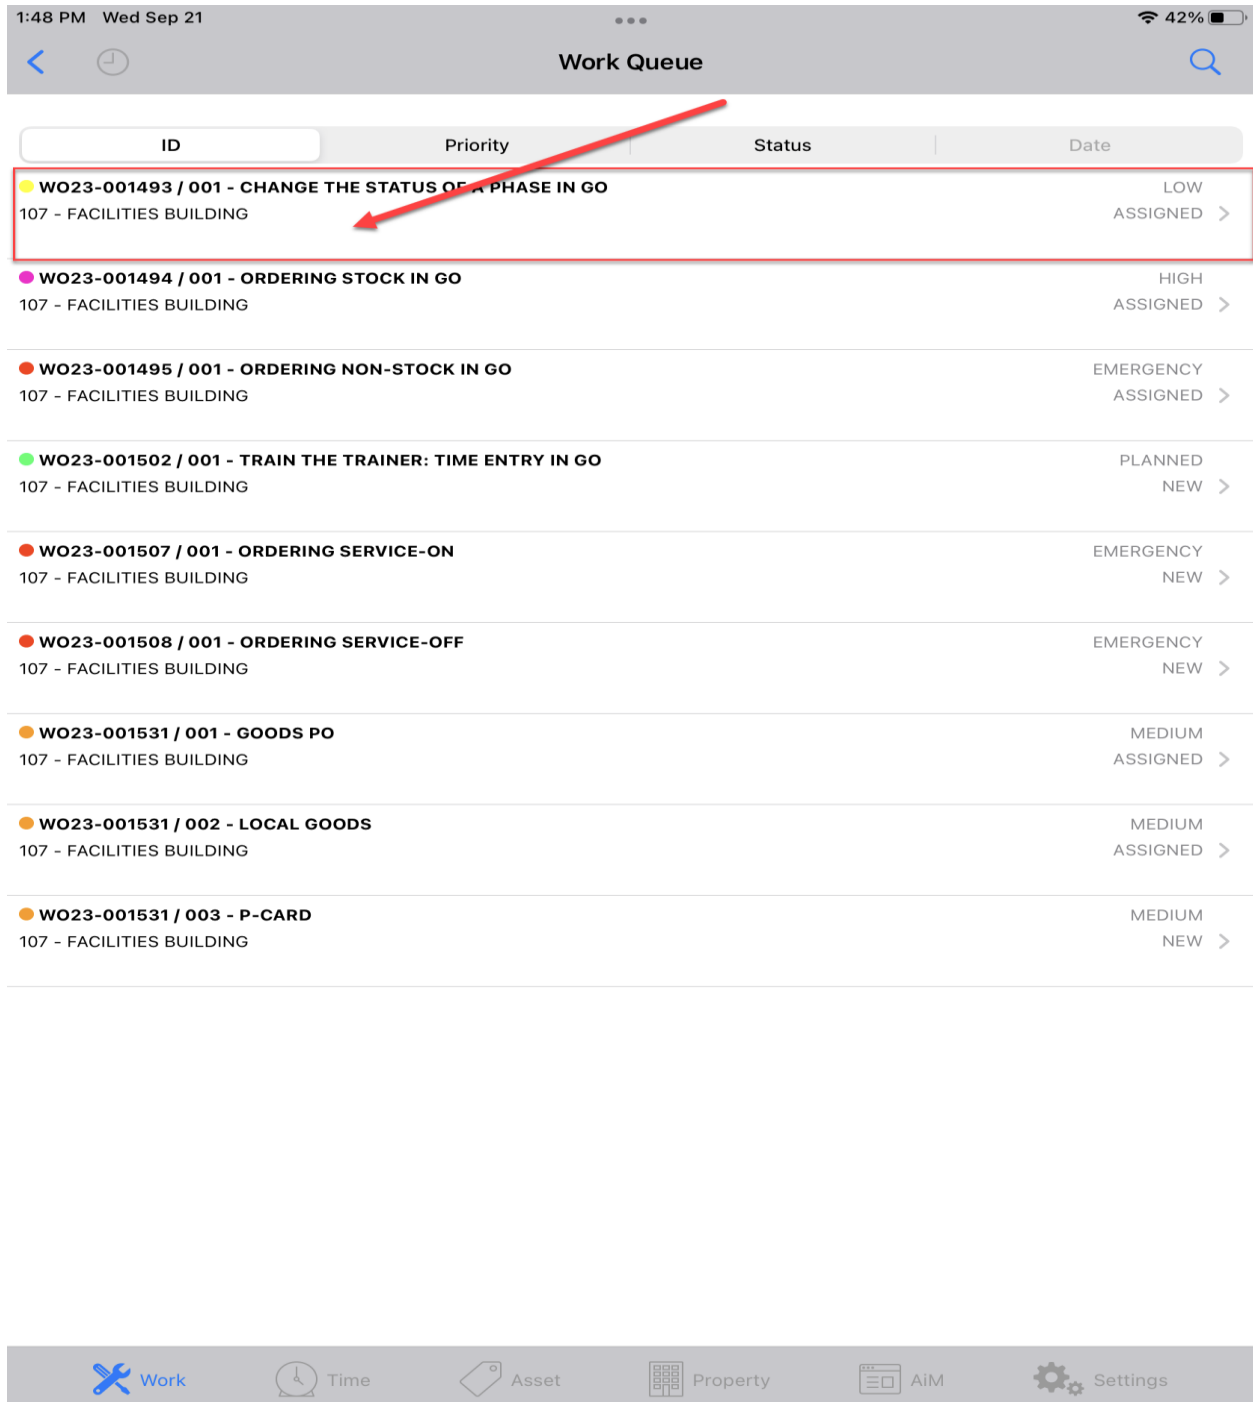 1:48 PM Wed Sep 21 42%
Work Queue
ID Priority Status Date
WO23-001493 / 001 - CHANGE THE STATUS OF A PHASE IN GO LOW
107 - FACILITIES BUILDING ASSIGNED
WO23-001494 / 001 - ORDERING STOCK IN GO HIGH
107 - FACILITIES BUILDING ASSIGNED
WO23-001495 / 001 - ORDERING NON-STOCK IN GO EMERGENCY
107 - FACILITIES BUILDING ASSIGNED
WO23-001502 / 001 - TRAIN THE TRAINER: TIME ENTRY IN GO PLANNED
107 - FACILITIES BUILDING NEW
WO23-001507 / 001 - ORDERING SERVICE-ON EMERGENCY
107 - FACILITIES BUILDING NEW
WO23-001508 / 001 - ORDERING SERVICE-OFF EMERGENCY
107 - FACILITIES BUILDING NEW
WO23-001531 / 001 - GOODS PO MEDIUM
107 - FACILITIES BUILDING ASSIGNED
WO23-001531 / 002 - LOCAL GOODS MEDIUM
107 - FACILITIES BUILDING ASSIGNED
WO23-001531 / 003 - P-CARD MEDIUM
107 - FACILITIES BUILDING NEW
Work Time Asset Property AiM Settings